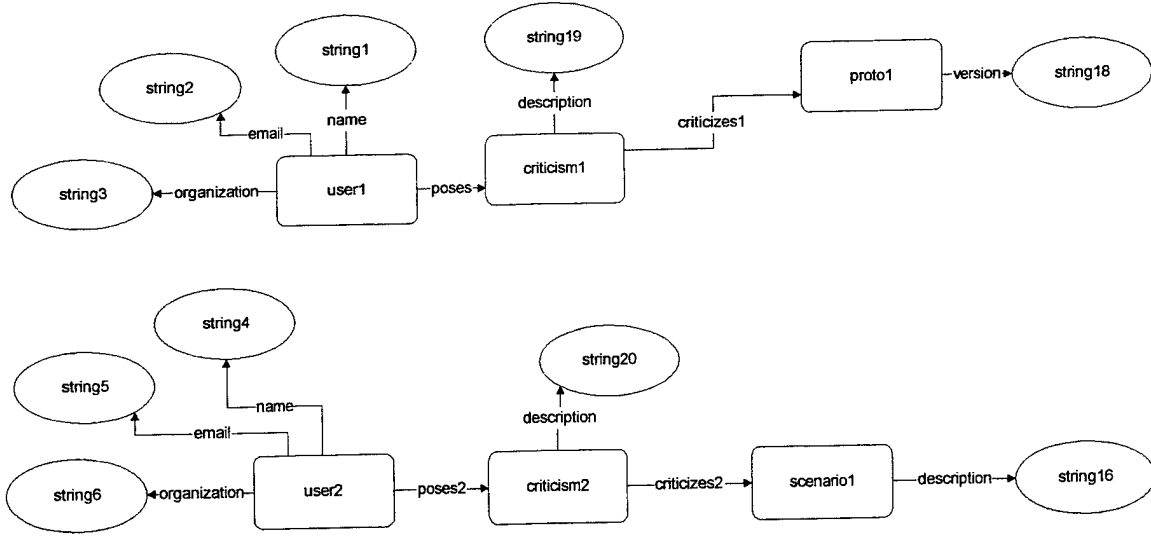 string19
string1
proto1
version
string18
string2
description
name
criticizes1
email
criticism1
string3
organization
user1
poses
string4
string20
string5
name
description
email
string6
organization
user2
poses2
criticism2
criticizes2
scenario1
description
string16